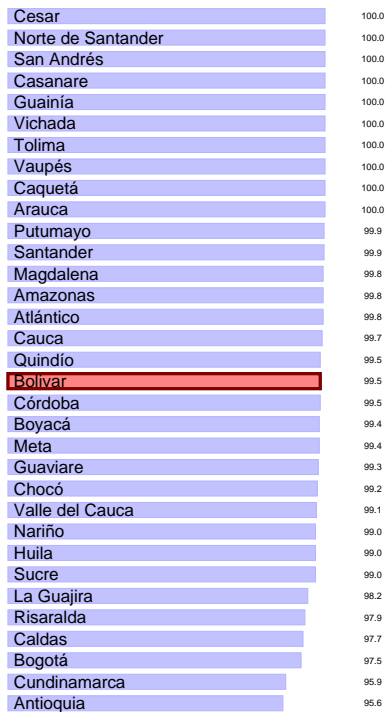 Cesar 100.0
Norte de Santander 100.0
San Andrés 100.0
Casanare 100.0
Guainía 100.0
Vichada 100.0
Tolima 100.0
Vaupés 100.0
Caquetá 100.0
Arauca 100.0
Putumayo 99.9
Santander 99.9
Magdalena 99.8
Amazonas 99.8
Atlántico 99.8
Cauca 99.7
Quindío 99.5
Bolivar 99.5
Córdoba 99.5
Boyacá 99.4
Meta 99.4
Guaviare 99.3
Chocó 99.2
Valle del Cauca 99.1
Nariño 99.0
Huila 99.0
Sucre 99.0
La Guajira 98.2
Risaralda 97.9
Caldas 97.7
Bogotá 97.5
Cundinamarca 95.9
Antioquia 95.6